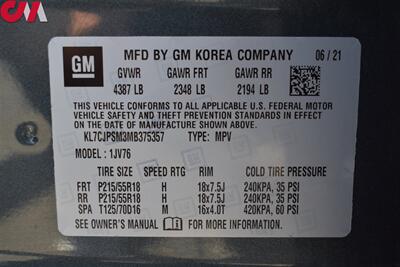 GM
MFD BY GM KOREA COMPANY 06/21
GVWR GAWR FRT GAWR RR
4387 LB 2348 LB 2194 LB
THIS VEHICLE CONFORMS TO ALL APPLICABLE U.S. FEDERAL MOTOR
VEHICLE SAFETY AND THEFT PREVENTION STANDARDS IN EFFECT
ON THE DATE OF MANUFACTURE SHOWN ABOVE.
KL7CJPSM3MB375357 TYPE: MPV
MODEL: 1JV76
TIRE SIZE SPEED RTG RIM COLD TIRE PRESSURE
FRT P215/55R18 H 18x7.5J 240KPA, 35 PSI
RR P215/55R18 H 18x7.5J 240KPA, 35 PSI
SPA T125/70D16 M 16x4.0T 420KPA, 60 PSI
SEE OWNER'S MANUAL FOR MORE INFORMATION